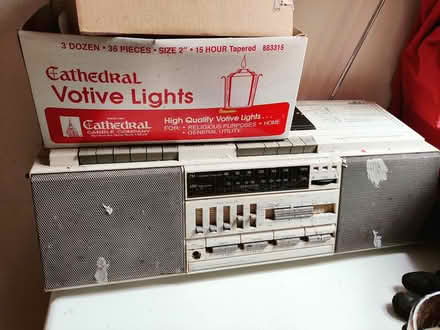 3 DOZEN • 36 PIECES • SIZE 2" • 15 HOUR Tapered 883315
Cathedral
Votive Lights
Cathedral
CANDLE COMPANY
High Quality Votive Lights...
FOR: • RELIGIOUS PURPOSES • HOME
• GENERAL UTILITY